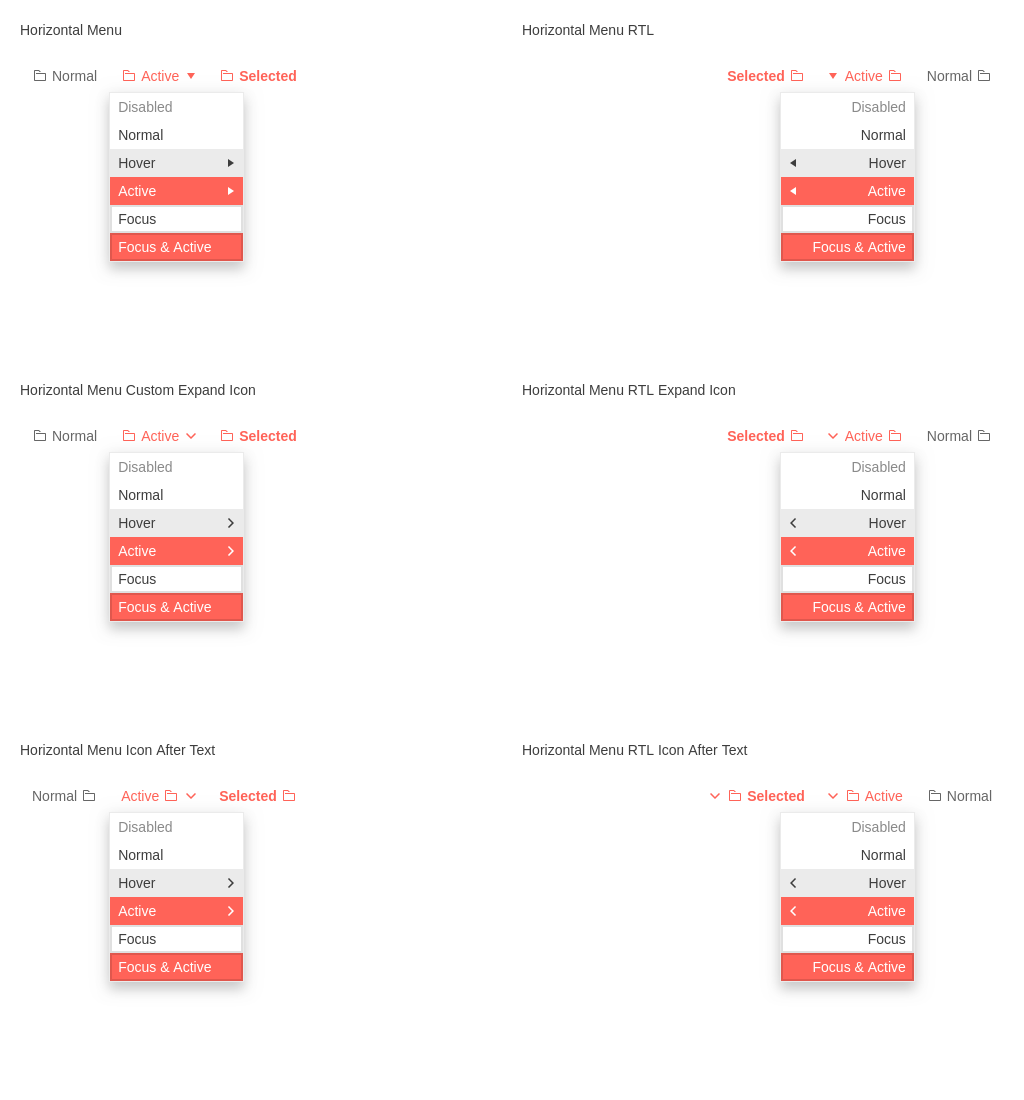 Horizontal Menu
Normal Active Selected
Disabled
Normal
Hover
Active
Focus
Focus & Active
Horizontal Menu RTL
Selected Active Normal
Disabled
Normal
Hover
Active
Focus
Focus & Active
Horizontal Menu Custom Expand Icon
Normal Active Selected
Disabled
Normal
Hover
Active
Focus
Focus & Active
Horizontal Menu RTL Expand Icon
Selected Active Normal
Disabled
Normal
Hover
Active
Focus
Focus & Active
Horizontal Menu Icon After Text
Normal Active Selected
Disabled
Normal
Hover
Active
Focus
Focus & Active
Horizontal Menu RTL Icon After Text
Selected Active Normal
Disabled
Normal
Hover
Active
Focus
Focus & Active